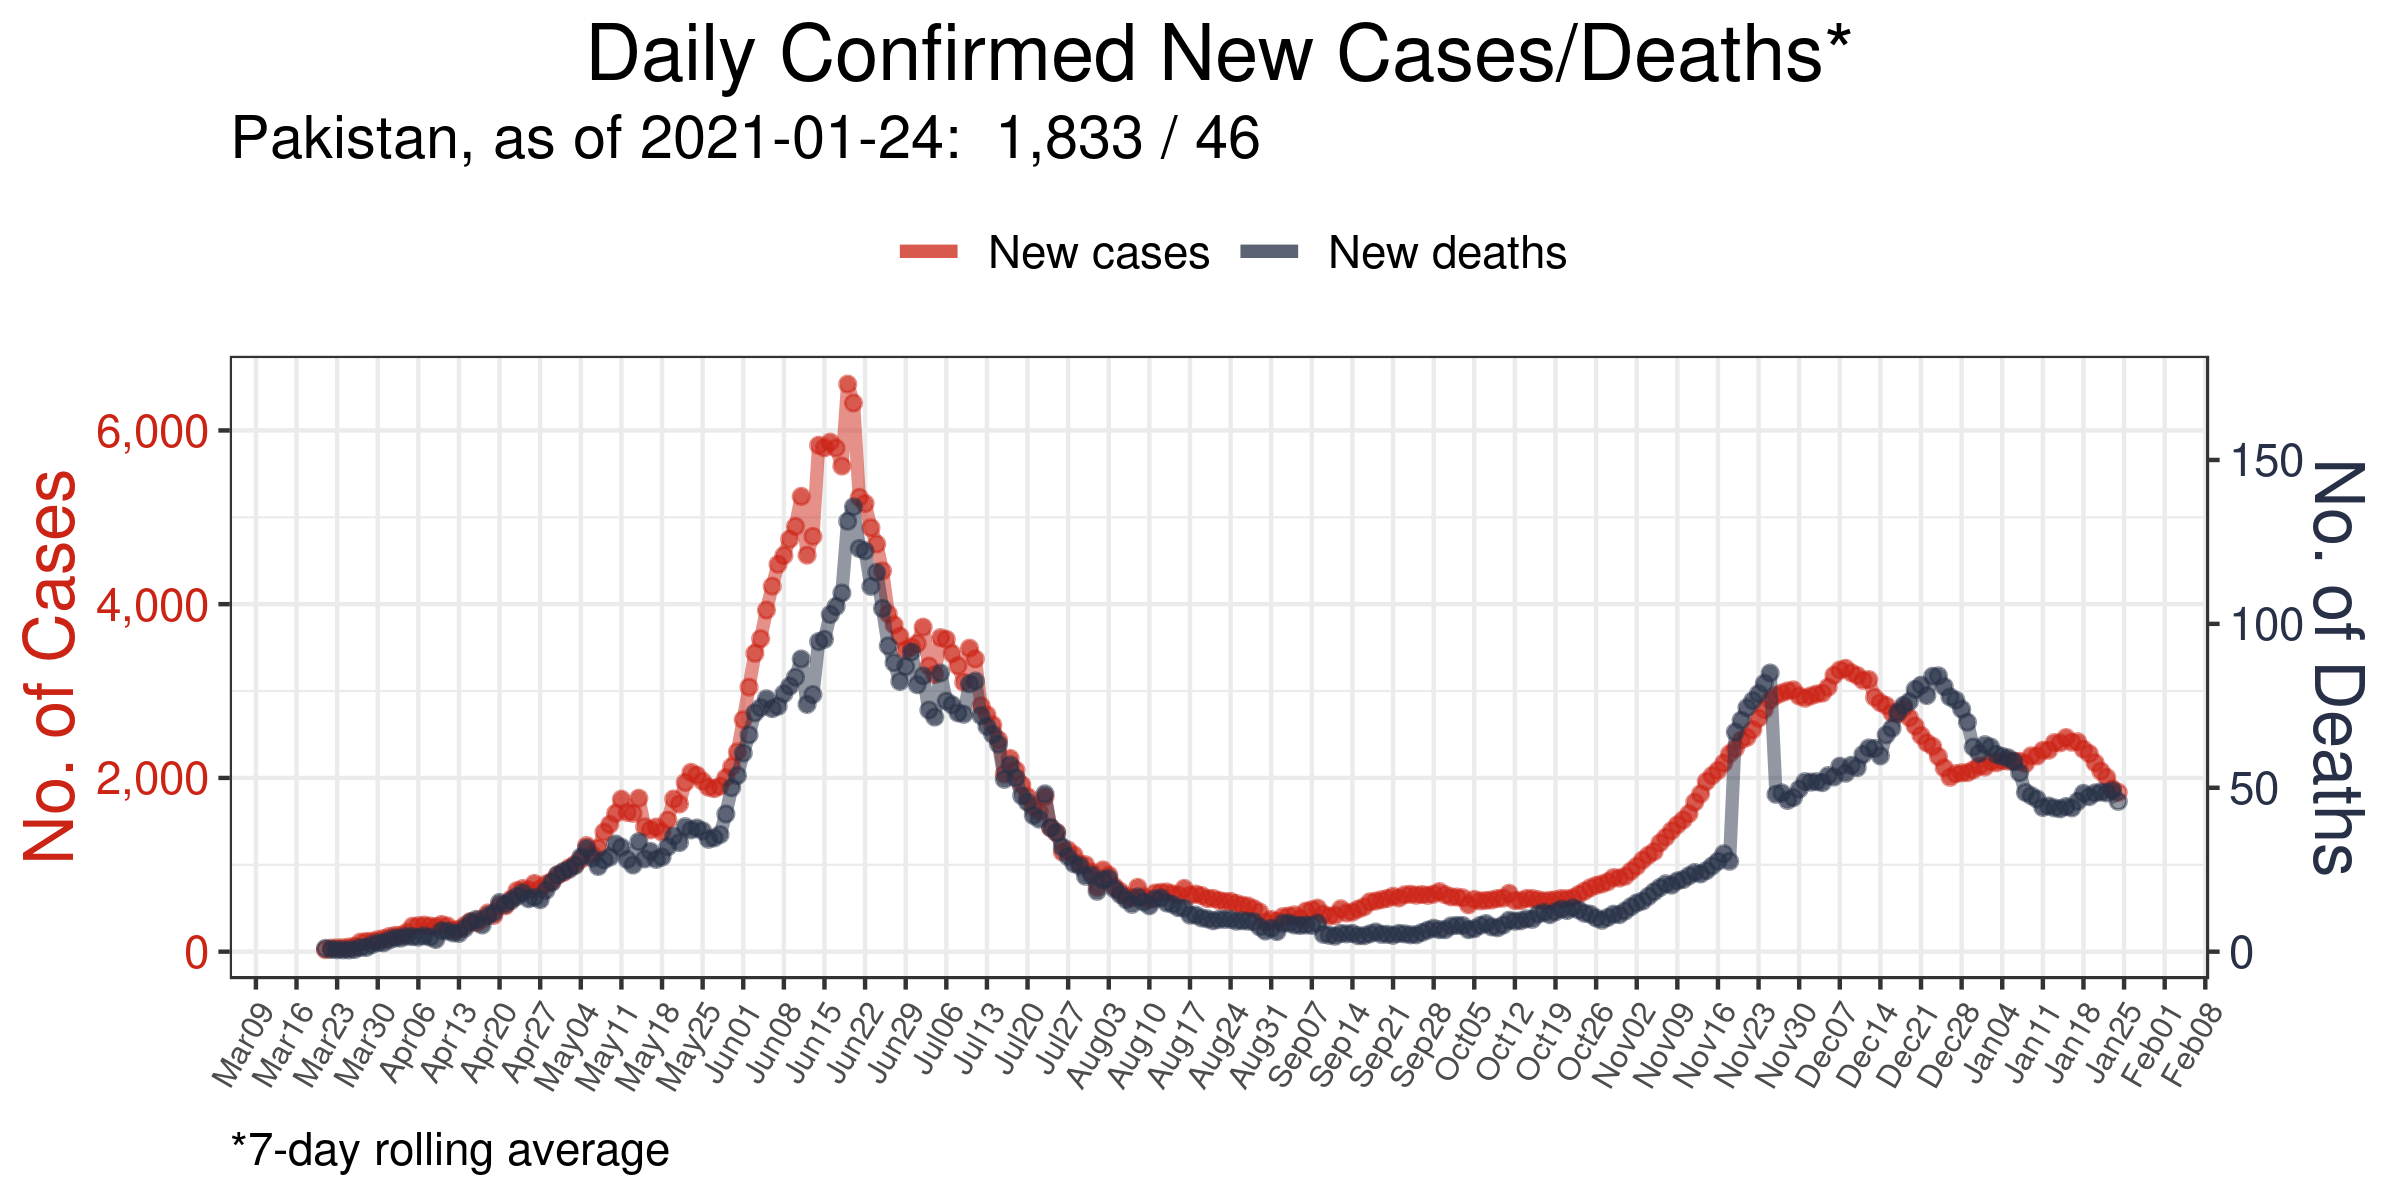 Daily Confirmed New Cases/Deaths*
Pakistan, as of 2021-01-24:  1,833 / 46
New cases
New deaths
No. of Cases
6,000
4,000
2,000
0
150
100
50
0
No. of Deaths
Mar09
Mar16
Mar23
Mar30
Apr06
Apr13
Apr20
Apr27
May04
May11
May18
May25
Jun01
Jun08
Jun15
Jun22
Jun29
Jul06
Jul13
Jul20
Jul27
Aug03
Aug10
Aug17
Aug24
Aug31
Sep07
Sep14
Sep21
Sep28
Oct05
Oct12
Oct19
Oct26
Nov02
Nov09
Nov16
Nov23
Nov30
Dec07
Dec14
Dec21
Dec28
Jan04
Jan11
Jan18
Jan25
Feb01
Feb08
*7-day rolling average